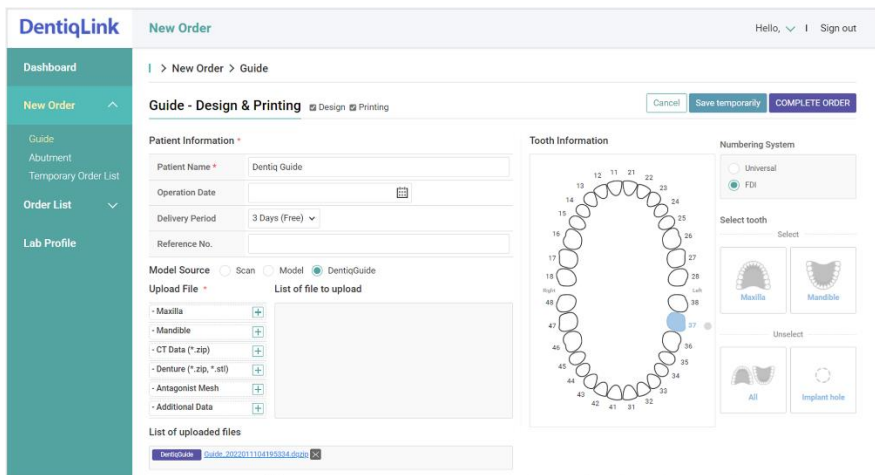 DentiqLink
New Order
Hello, I Sign out
Dashboard
New Order
Guide
Abutment
Temporary Order List
Order List
Lab Profile
I > New Order > Guide
Guide - Design & Printing Design Printing
Cancel Save temporarily COMPLETE ORDER
Patient Information *
Patient Name * Dentiq Guide
Operation Date
Delivery Period 3 Days (Free)
Reference No.
Model Source Scan Model DentiqGuide
Upload File * List of file to upload
- Maxilla
- Mandible
- CT Data (*.zip)
- Denture (*.zip, *.stl)
- Antagonist Mesh
- Additional Data
List of uploaded files
DentiqGuide Guide_2022011104195334.dqzip
Tooth Information
12 11 21 22
13 23
14 24
15 25
16 26
17 27
18 28
Right Left
48 38
47 37
46 36
45 35
44 34
43 33
42 41 31 32
Numbering System
Universal
FDI
Select tooth
Select
Maxilla Mandible
Unselect
All Implant hole